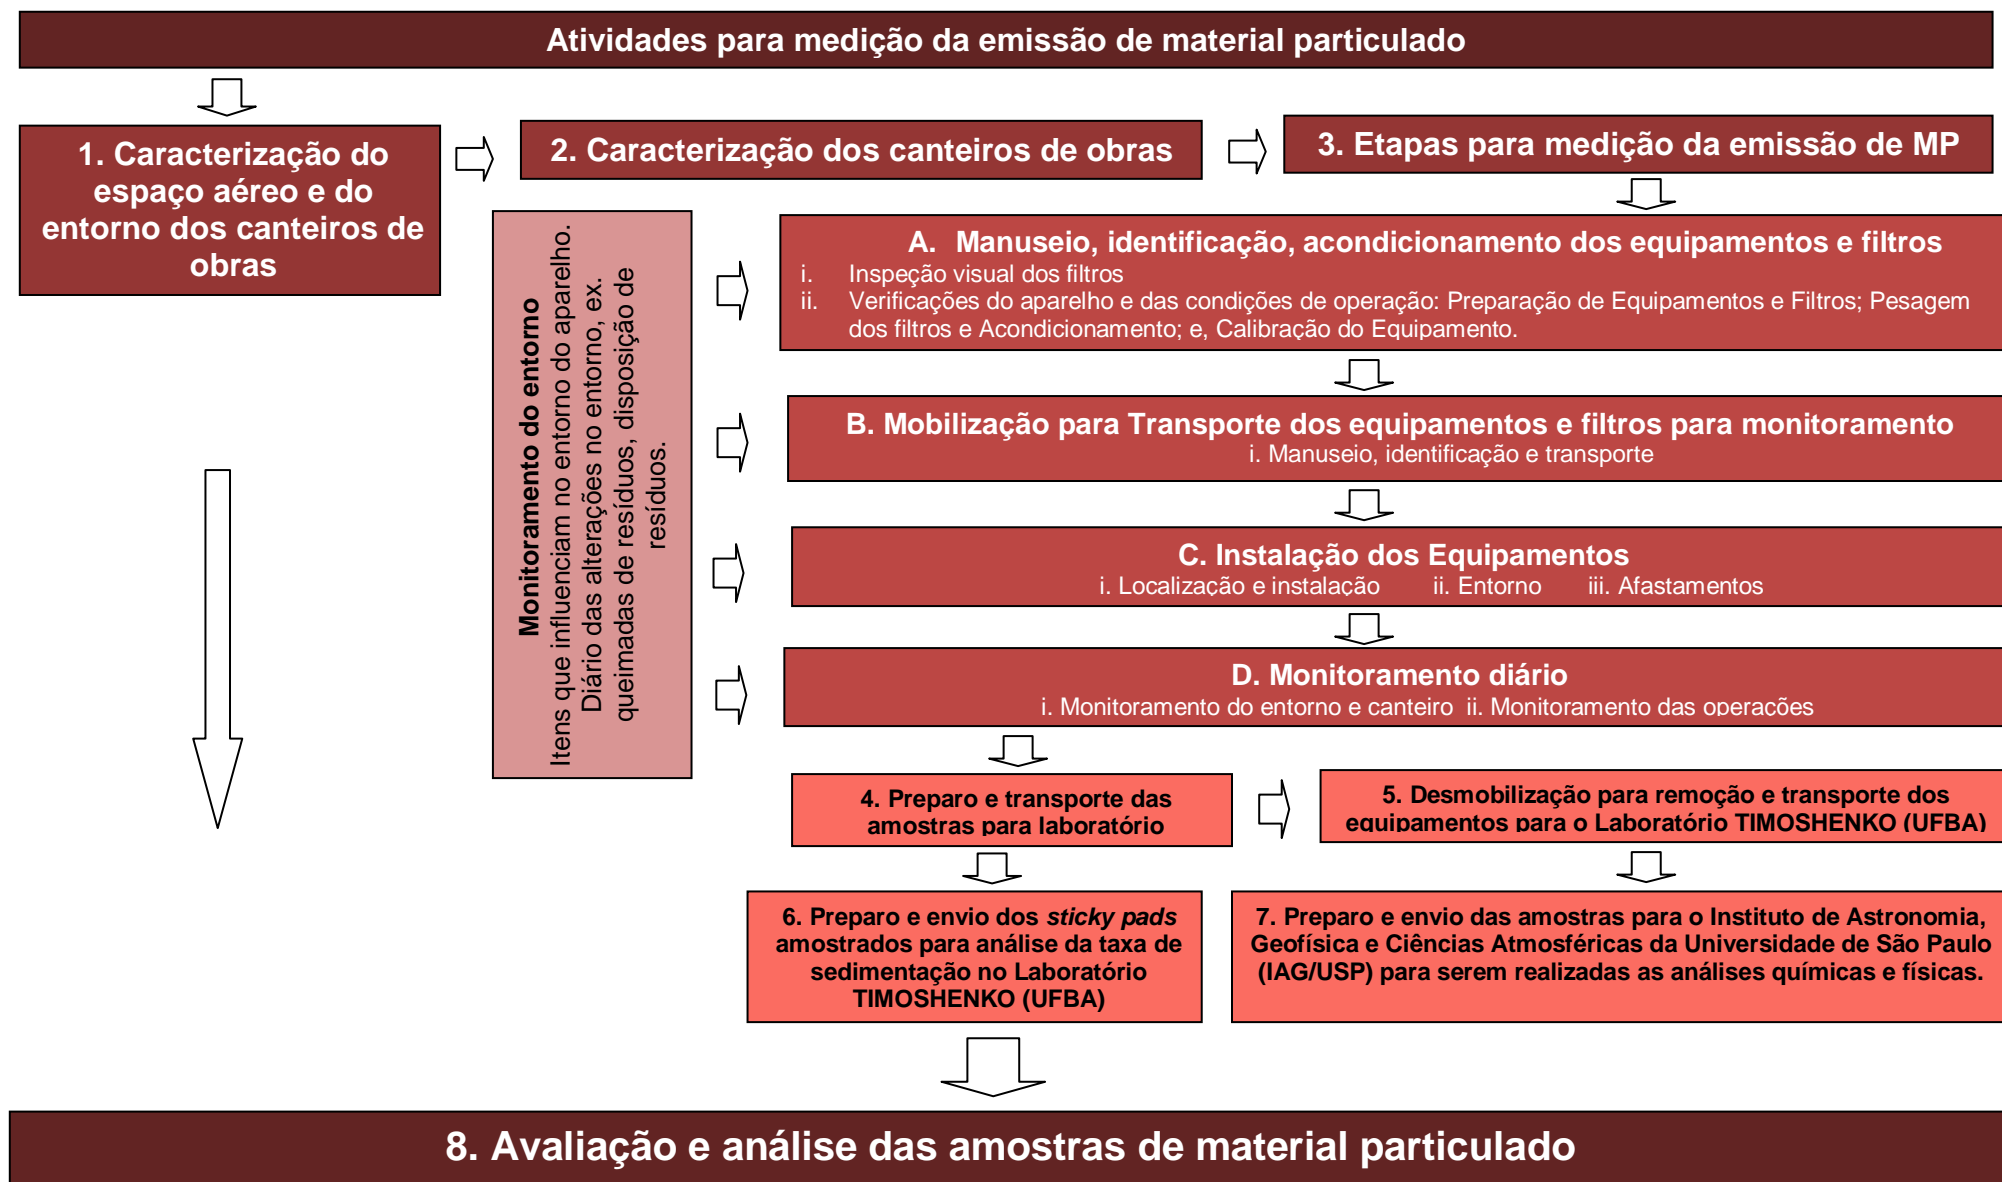 Atividades para medição da emissão de material particulado
1. Caracterização do
espaço aéreo e do
entorno dos canteiros de
obras
2. Caracterização dos canteiros de obras
3. Etapas para medição da emissão de MP
Monitoramento do entorno
Itens que influenciam no entorno do aparelho.
Diário das alterações no entorno, ex.
queimadas de resíduos, disposição de
resíduos.
A. Manuseio, identificação, acondicionamento dos equipamentos e filtros
i. Inspeção visual dos filtros
ii. Verificações do aparelho e das condições de operação: Preparação de Equipamentos e Filtros; Pesagem
dos filtros e Acondicionamento; e, Calibração do Equipamento.
B. Mobilização para Transporte dos equipamentos e filtros para monitoramento
i. Manuseio, identificação e transporte
C. Instalação dos Equipamentos
i. Localização e instalação ii. Entorno iii. Afastamentos
D. Monitoramento diário
i. Monitoramento do entorno e canteiro ii. Monitoramento das operações
4. Preparo e transporte das
amostras para laboratório
5. Desmobilização para remoção e transporte dos
equipamentos para o Laboratório TIMOSHENKO (UFBA)
6. Preparo e envio dos sticky pads
amostrados para análise da taxa de
sedimentação no Laboratório
TIMOSHENKO (UFBA)
7. Preparo e envio das amostras para o Instituto de Astronomia,
Geofísica e Ciências Atmosféricas da Universidade de São Paulo
(IAG/USP) para serem realizadas as análises químicas e físicas.
8. Avaliação e análise das amostras de material particulado